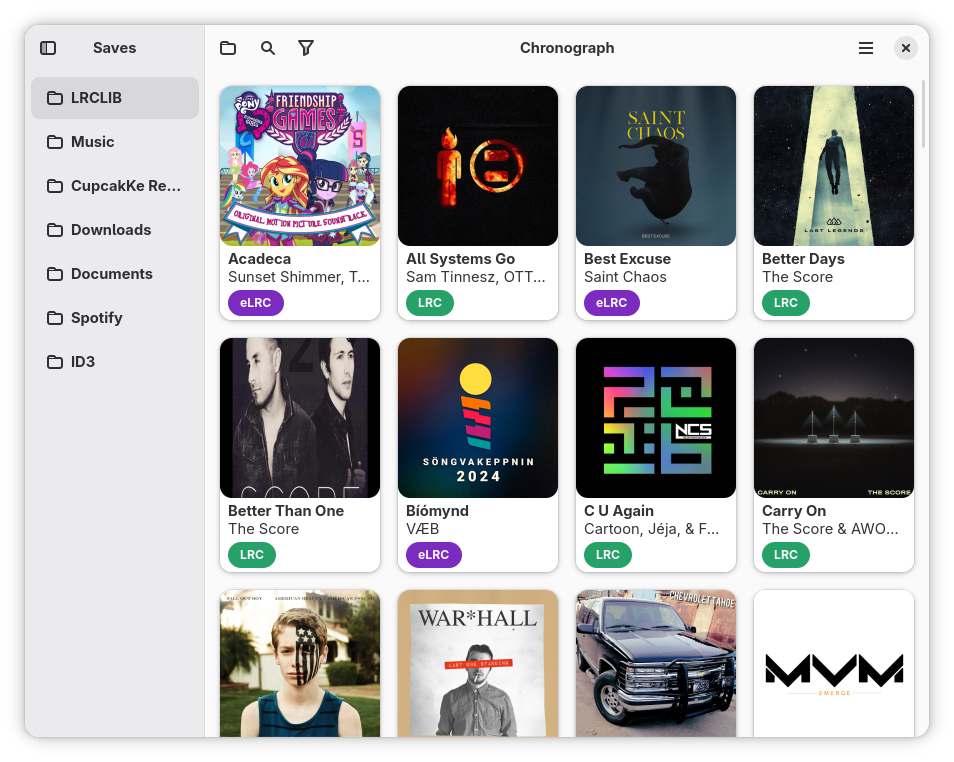 Saves
Chronograph
LRCLIB
Music
CupcakKe Re...
Downloads
Documents
Spotify
ID3
FRIENDSHIP
GAMES
ORIGINAL MOTION PICTURE SOUNDTRACK
Acadeca
Sunset Shimmer, T...
eLRC
All Systems Go
Sam Tinnesz, OTT...
LRC
SAINT
CHAOS
BEST EXCUSE
Best Excuse
Saint Chaos
eLRC
LAST LEGENDS
Better Days
The Score
LRC
SCORE
Better Than One
The Score
LRC
SÖNGVAKEPPNIN
2024
Bíómynd
VÆB
eLRC
NCS
C U Again
Cartoon, Jéja, & F...
LRC
CARRY ON THE SCORE
Carry On
The Score & AWO...
LRC
FALL OUT BOY AMERICAN BEAUTY / AMERICAN PSYCHO
WAR*HALL
LAST ONE STANDING
CHEVROLET TAHOE
MVM
EMERGE